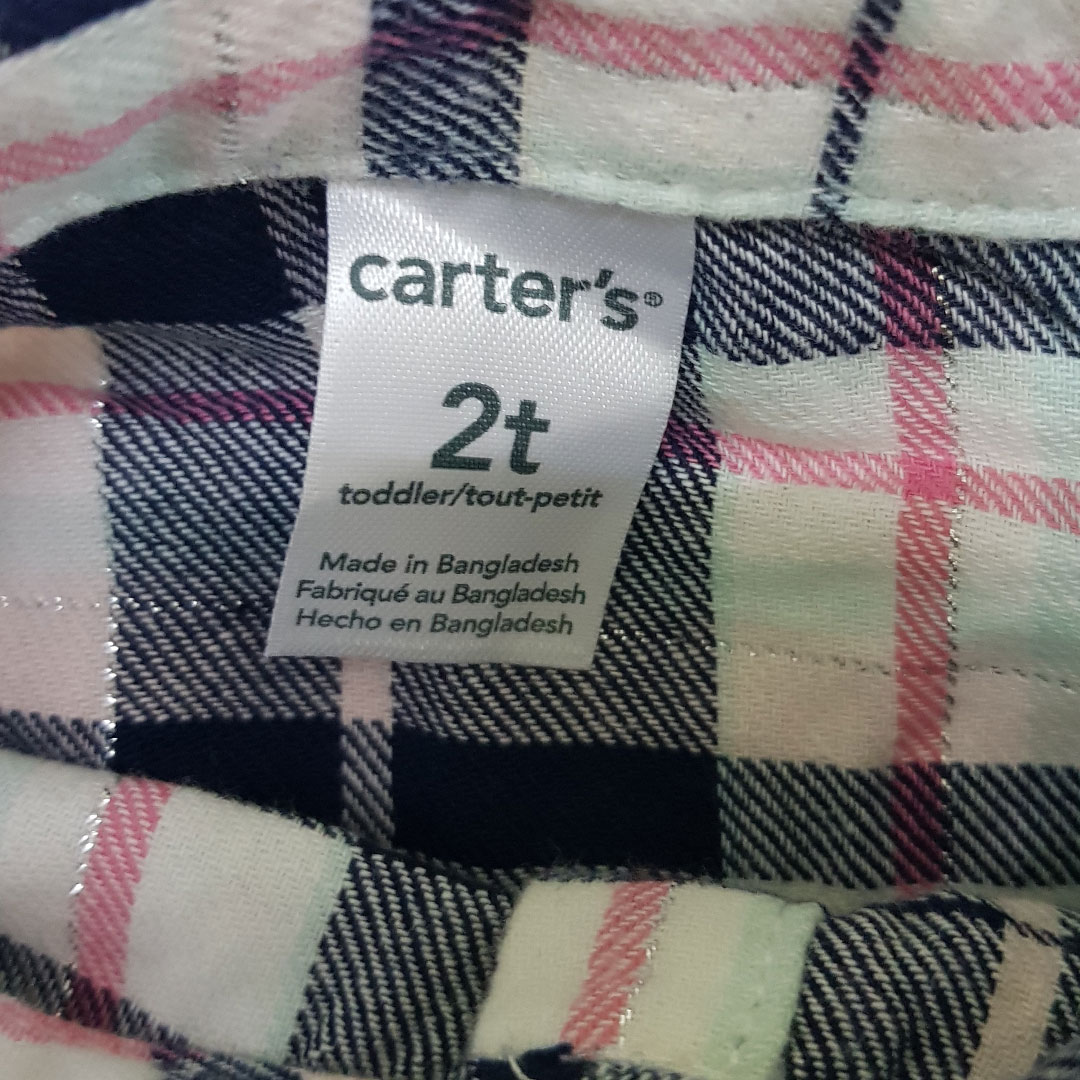 carter's®
2t
toddler/tout-petit
Made in Bangladesh
Fabriqué au Bangladesh
Hecho en Bangladesh